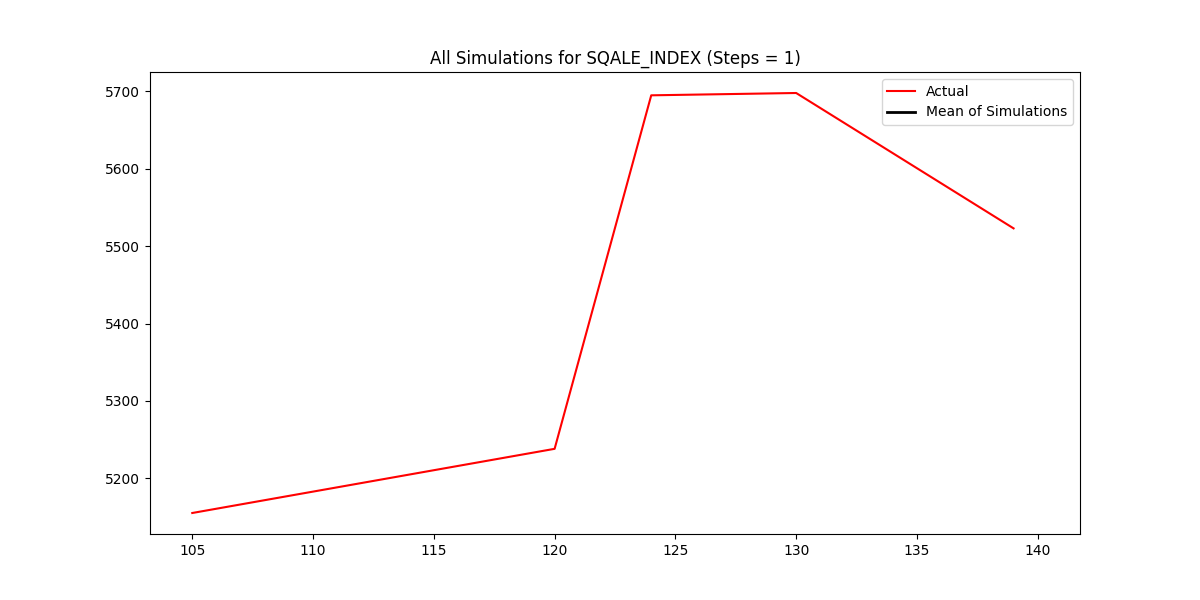 All Simulations for SQALE_INDEX (Steps = 1)
Actual
Mean of Simulations
5700
5600
5500
5400
5300
5200
105 110 115 120 125 130 135 140